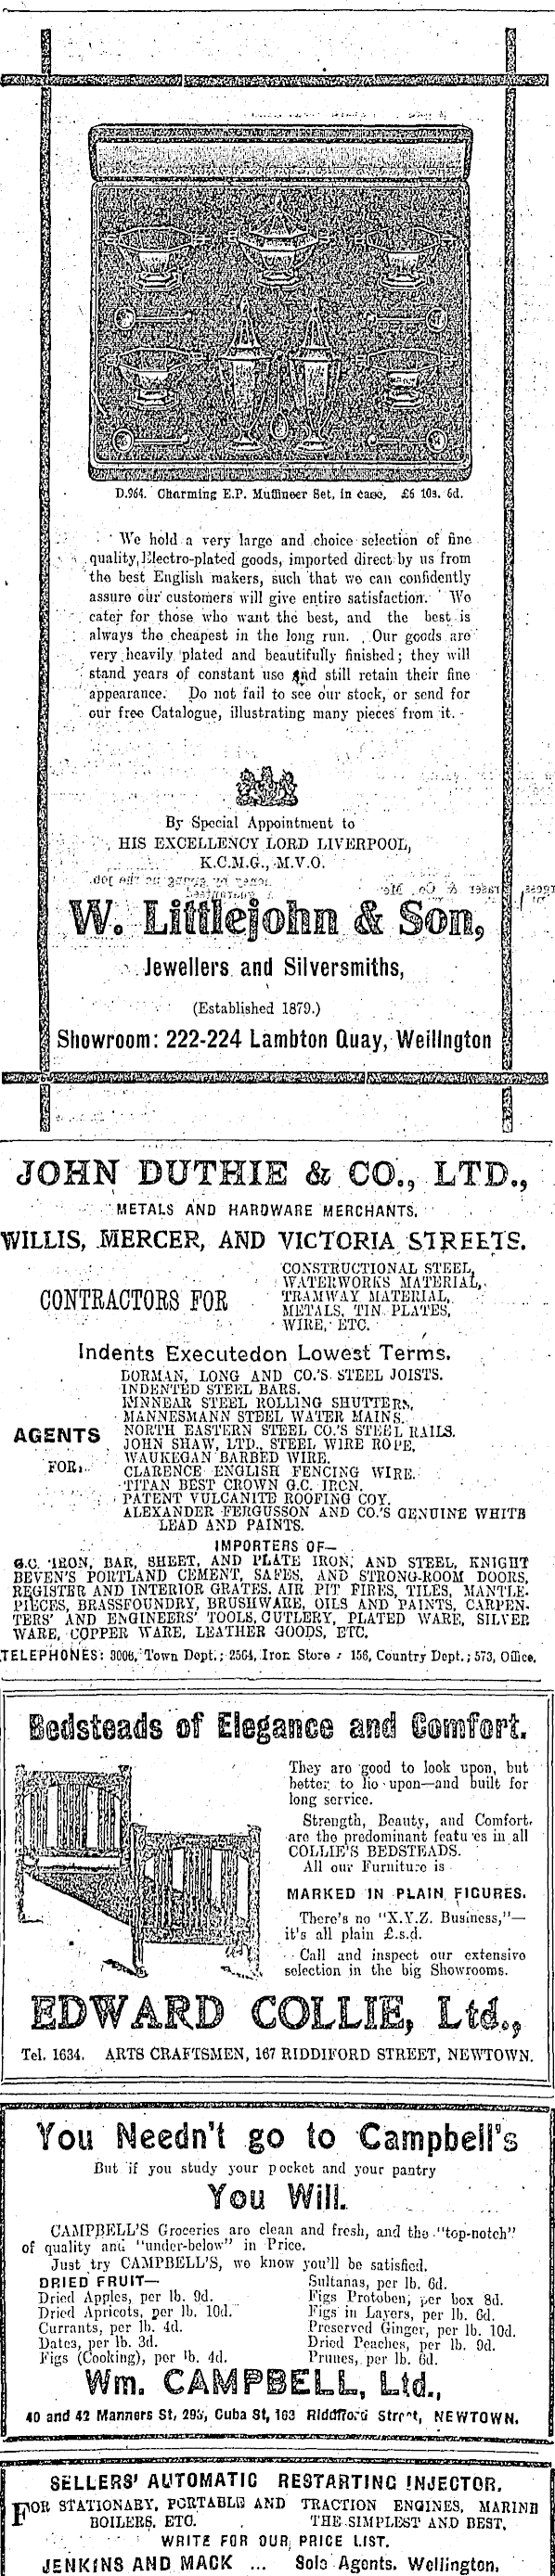 D.964. Charming E.P. Muffineer Set, in case, £6 10s. 6d.
We hold a very large and choice selection of fine
quality Electro-plated goods, imported direct by us from
the best English makers, such that we can confidently
assure our customers will give entire satisfaction. We
cater for those who want the best, and the best is
always the cheapest in the long run. Our goods are
very heavily plated and beautifully finished; they will
stand years of constant use and still retain their fine
appearance. Do not fail to see our stock, or send for
our free Catalogue, illustrating many pieces from it.
By Special Appointment to
HIS EXCELLENCY LORD LIVERPOOL,
K.C.M.G., M.V.O.
W. Littlejohn & Son,
Jewellers and Silversmiths,
(Established 1879.)
Showroom: 222-224 Lambton Quay, Wellington
JOHN DUTHIE & CO., LTD.,
METALS AND HARDWARE MERCHANTS.
WILLIS, MERCER, AND VICTORIA STREETS.
CONTRACTORS FOR
CONSTRUCTIONAL STEEL,
WATERWORKS MATERIAL,
TRAMWAY MATERIAL,
METALS, TIN PLATES,
WIRE, ETC.
Indents Executedon Lowest Terms.
AGENTS
FOR
DORMAN, LONG AND CO.'S STEEL JOISTS.
INDENTED STEEL BARS.
KINNEAR STEEL ROLLING SHUTTERS,
MANNESMANN STEEL WATER MAINS.
NORTH EASTERN STEEL CO.'S STEEL RAILS.
JOHN SHAW, LTD., STEEL WIRE ROPE,
WAUKEGAN BARBED WIRE.
CLARENCE ENGLISH FENCING WIRE.
TITAN BEST CROWN G.C. IRON.
PATENT VULCANITE ROOFING COY.
ALEXANDER FERGUSSON AND CO.'S GENUINE WHITE
LEAD AND PAINTS.
IMPORTERS OF—
G.C. IRON, BAR, SHEET, AND PLATE IRON, AND STEEL, KNIGHT
BEVEN'S PORTLAND CEMENT, SAFES, AND STRONG-ROOM DOORS,
REGISTER AND INTERIOR GRATES, AIR PIT FIRES, TILES, MANTLE-
PIECES, BRASSFOUNDRY, BRUSHWARE, OILS AND PAINTS, CARPEN-
TERS' AND ENGINEERS' TOOLS, CUTLERY, PLATED WARE, SILVER
WARE, COPPER WARE, LEATHER GOODS, ETC.
TELEPHONES: 3006, Town Dept.; 2564, Iron Store; 156, Country Dept.; 573, Office.
Bedsteads of Elegance and Comfort.
They are good to look upon, but
better to lie upon—and built for
long service.
Strength, Beauty, and Comfort
are the predominant features in all
COLLIE'S BEDSTEADS.
All our Furniture is
MARKED IN PLAIN FIGURES.
There's no "X.Y.Z. Business,"—
it's all plain £.s.d.
Call and inspect our extensive
selection in the big Showrooms.
EDWARD COLLIE, Ltd.,
Tel. 1634. ARTS CRAFTSMEN, 167 RIDDIFORD STREET, NEWTOWN.
You Needn't go to Campbell's
But if you study your pocket and your pantry
You Will.
CAMPBELL'S Groceries are clean and fresh, and the "top-notch"
of quality and "under-below" in Price.
Just try CAMPBELL'S, we know you'll be satisfied.
DRIED FRUIT—
Dried Apples, per lb. 9d.
Dried Apricots, per lb. 10d.
Currants, per lb. 4d.
Dates, per lb. 3d.
Figs (Cooking), per lb. 4d.
Sultanas, per lb. 6d.
Figs Protoben, per box 8d.
Figs in Layers, per lb. 6d.
Preserved Ginger, per lb. 10d.
Dried Peaches, per lb. 9d.
Prunes, per lb. 6d.
Wm. CAMPBELL, Ltd.,
40 and 42 Manners St, 295, Cuba St, 163 Riddiford Street, NEWTOWN.
SELLERS' AUTOMATIC RESTARTING INJECTOR.
FOR STATIONARY, PORTABLE AND TRACTION ENGINES, MARINE
BOILERS, ETC. THE SIMPLEST AND BEST.
WRITE FOR OUR PRICE LIST.
JENKINS AND MACK ... Sole Agents, Wellington.